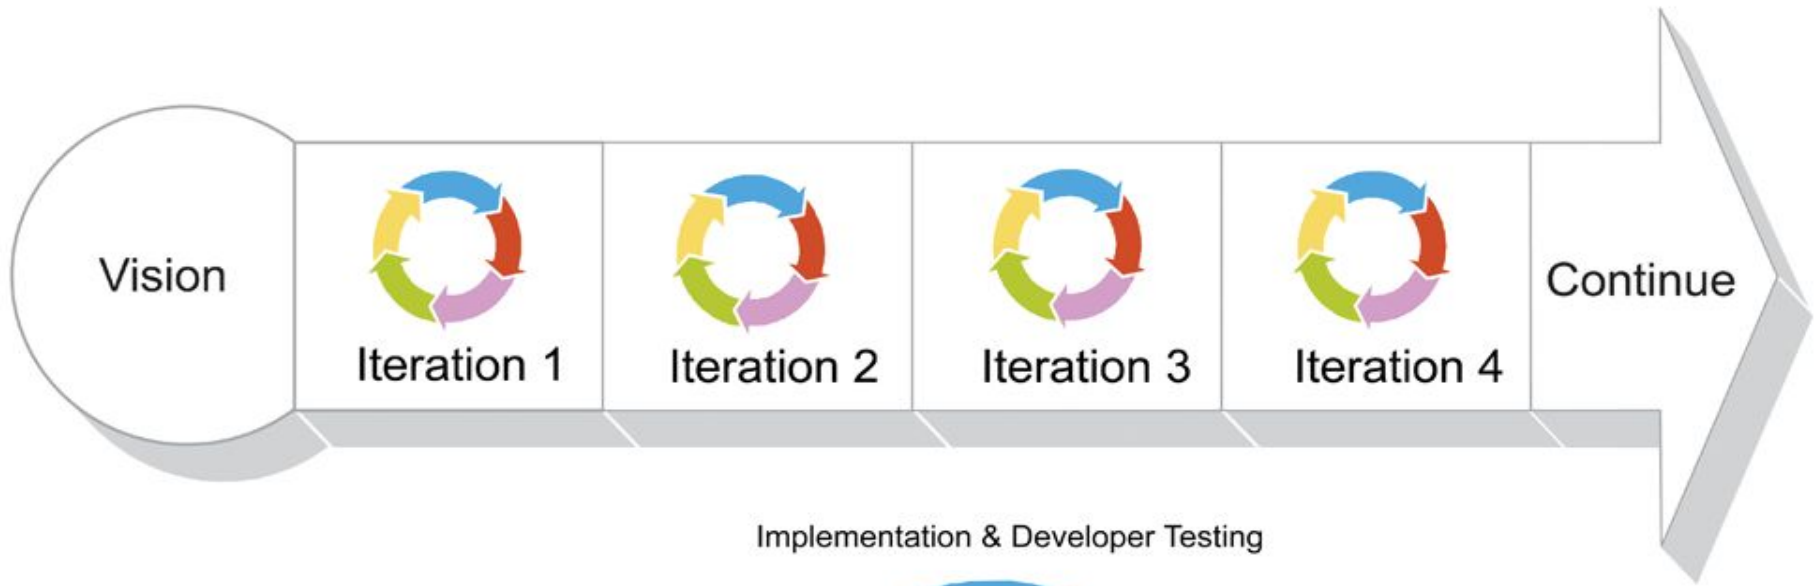 Vision
Iteration 1
Iteration 2
Iteration 3
Iteration 4
Continue
Implementation & Developer Testing